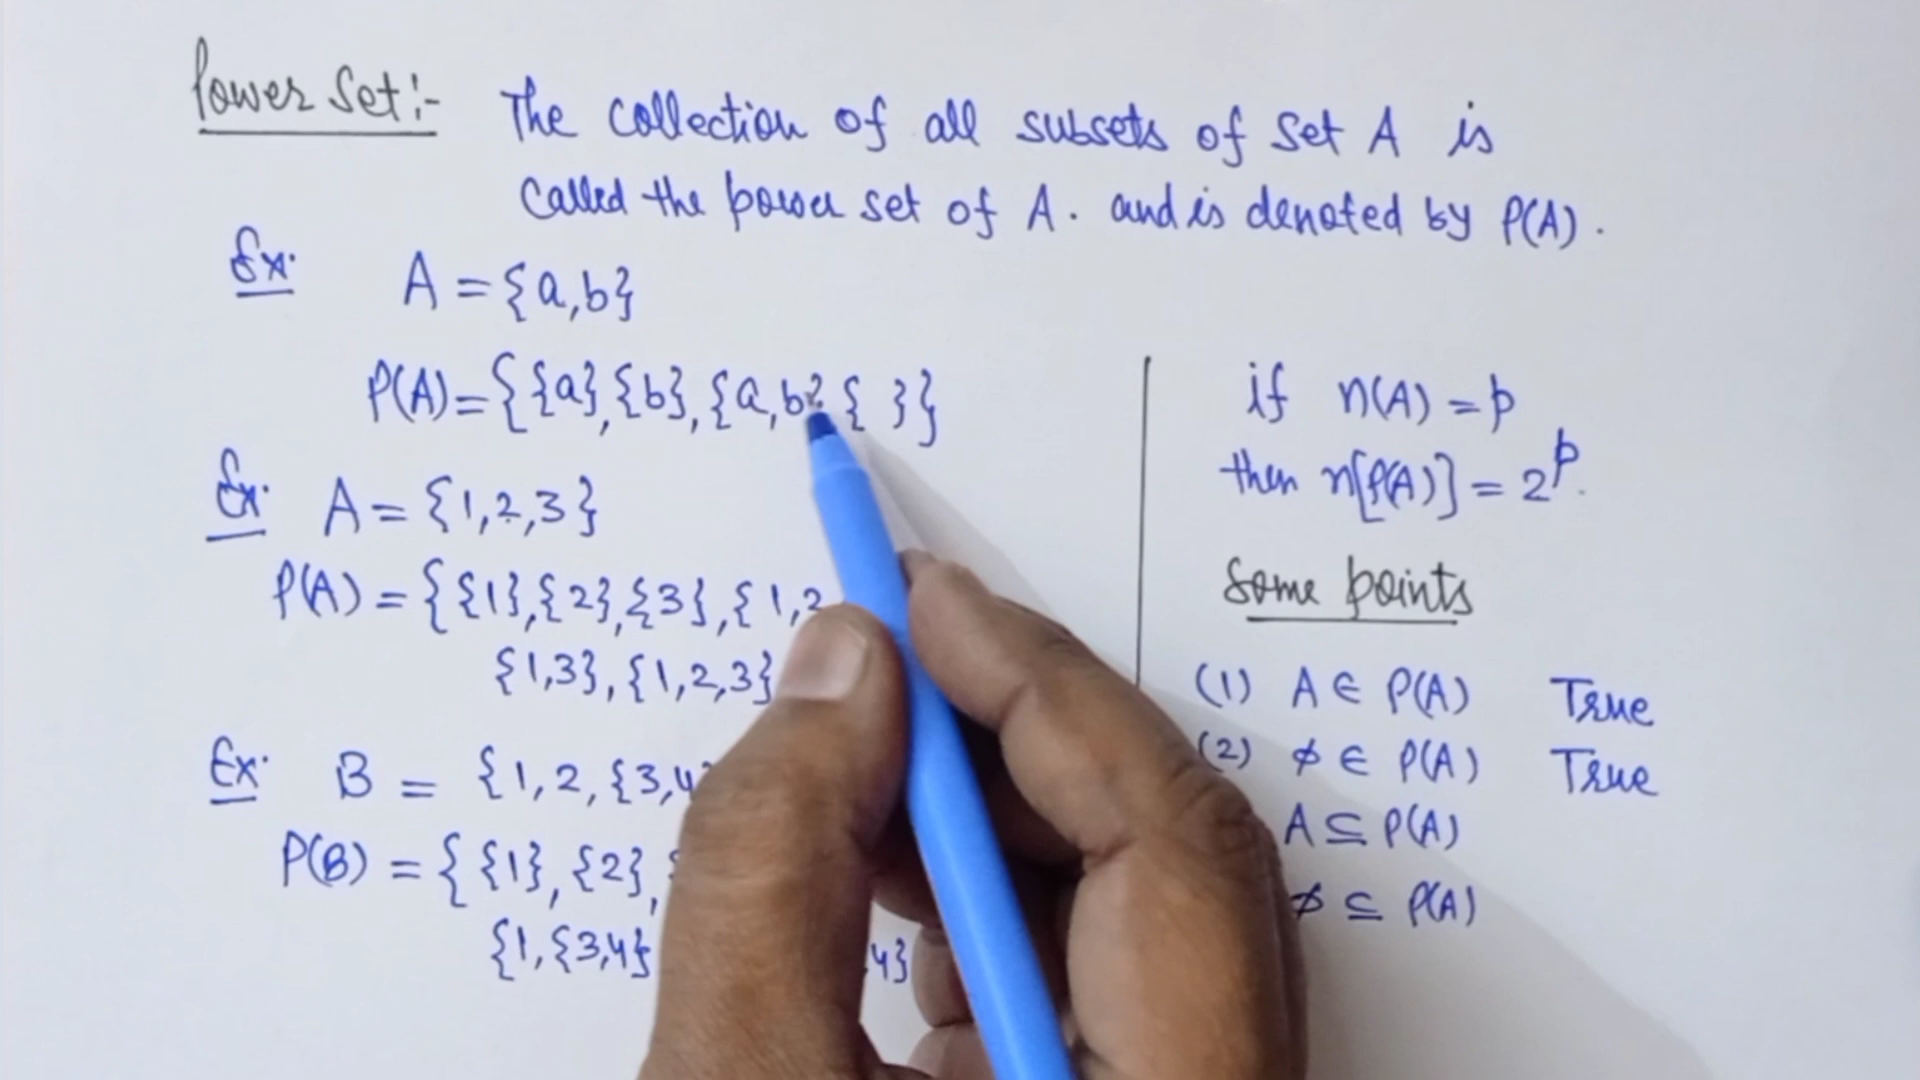 Power Set:- The collection of all subsets of Set A is
called the power set of A. and is denoted by P(A).
Ex. A = {a,b}
P(A) = { {a}, {b}, {a,b} { } }
Ex. A = {1,2,3}
P(A) = { {1}, {2}, {3}, {1,2
{1,3}, {1,2,3}
Ex. B = {1, 2, {3,4}
P(B) = { {1}, {2},
{1, {3,4} ,4}
if n(A) = p
then n[P(A)] = 2^p.
Some points
(1) A ∈ P(A) True
(2) ϕ ∈ P(A) True
A ⊆ P(A)
ϕ ⊆ P(A)